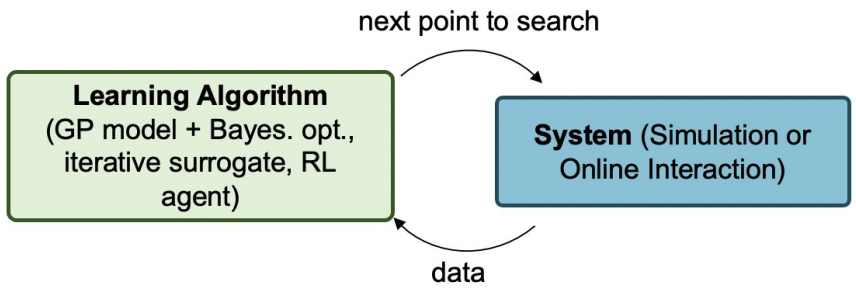 next point to search
Learning Algorithm
(GP model + Bayes. opt.,
iterative surrogate, RL
agent)
System (Simulation or
Online Interaction)
data